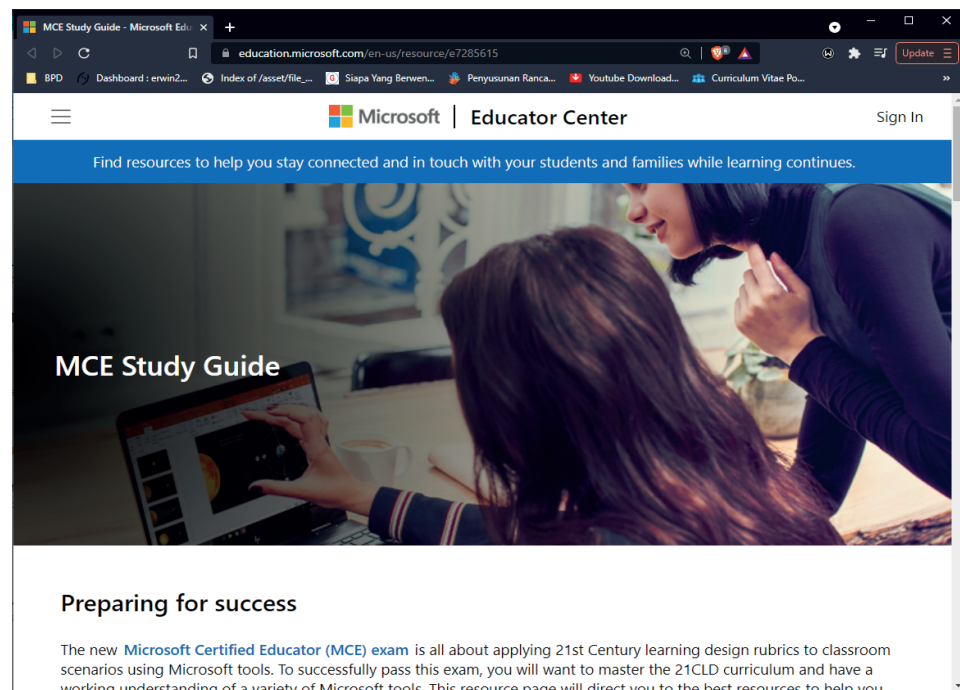 MCE Study Guide - Microsoft Edu
education.microsoft.com/en-us/resource/e7285615
Update
BPD
Dashboard : erwin2...
Index of /asset/file_...
Siapa Yang Berwen...
Penyusunan Ranca...
Youtube Download...
Curriculum Vitae Po...
Microsoft | Educator Center
Sign In
Find resources to help you stay connected and in touch with your students and families while learning continues.
MCE Study Guide
Preparing for success
The new Microsoft Certified Educator (MCE) exam is all about applying 21st Century learning design rubrics to classroom
scenarios using Microsoft tools. To successfully pass this exam, you will want to master the 21CLD curriculum and have a
working understanding of a variety of Microsoft tools. This resource page will direct you to the best resources to help you